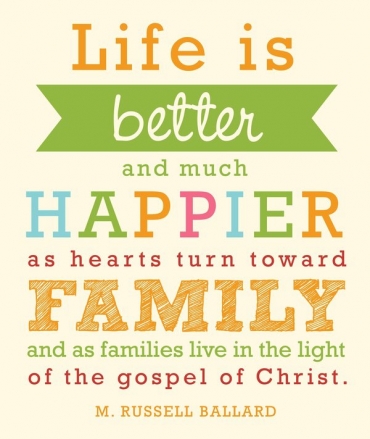 Life is
better
and much
HAPPIER
as hearts turn toward
FAMILY
and as families live in the light
of the gospel of Christ.
M. RUSSELL BALLARD